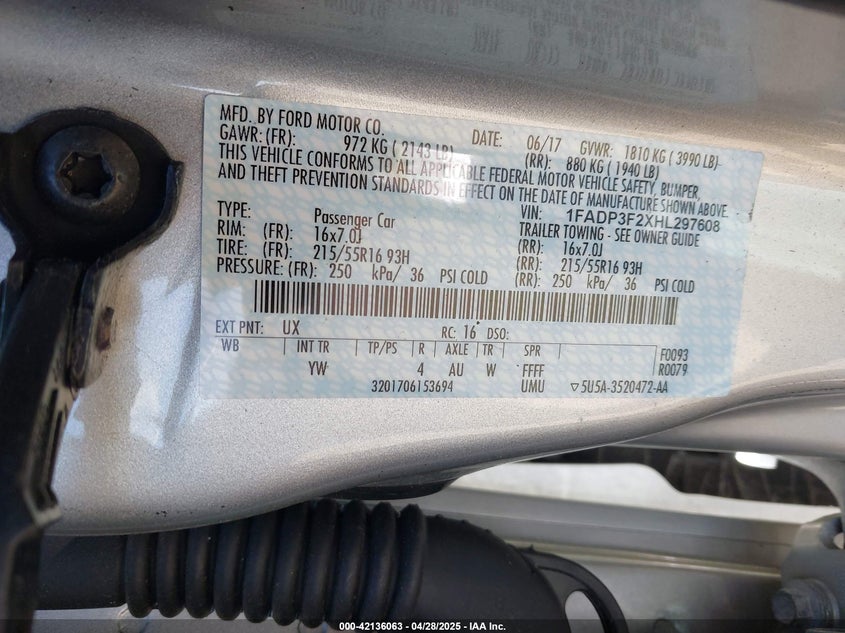 MFD. BY FORD MOTOR CO.
DATE: 06/17 GVWR: 1810 KG ( 3990 LB)
GAWR: (FR): 972 KG ( 2143 LB) (RR): 880 KG ( 1940 LB)
THIS VEHICLE CONFORMS TO ALL APPLICABLE FEDERAL MOTOR VEHICLE SAFETY, BUMPER,
AND THEFT PREVENTION STANDARDS IN EFFECT ON THE DATE OF MANUFACTURE SHOWN ABOVE.
VIN: 1FADP3F2XHL297608
TYPE: Passenger Car TRAILER TOWING - SEE OWNER GUIDE
RIM: (FR): 16x7.0J (RR): 16x7.0J
TIRE: (FR): 215/55R16 93H (RR): 215/55R16 93H
PRESSURE: (FR): 250 kPa/ 36 PSI COLD (RR): 250 kPa/ 36 PSI COLD
EXT PNT: UX RC: 16 DSO:
WB INT TR TP/PS R AXLE TR SPR F0093
YW 4 AU W FFFF R0079
3201706153694 UMU ▽5U5A-3520472-AA
000-42136063 - 04/28/2025 - IAA Inc.